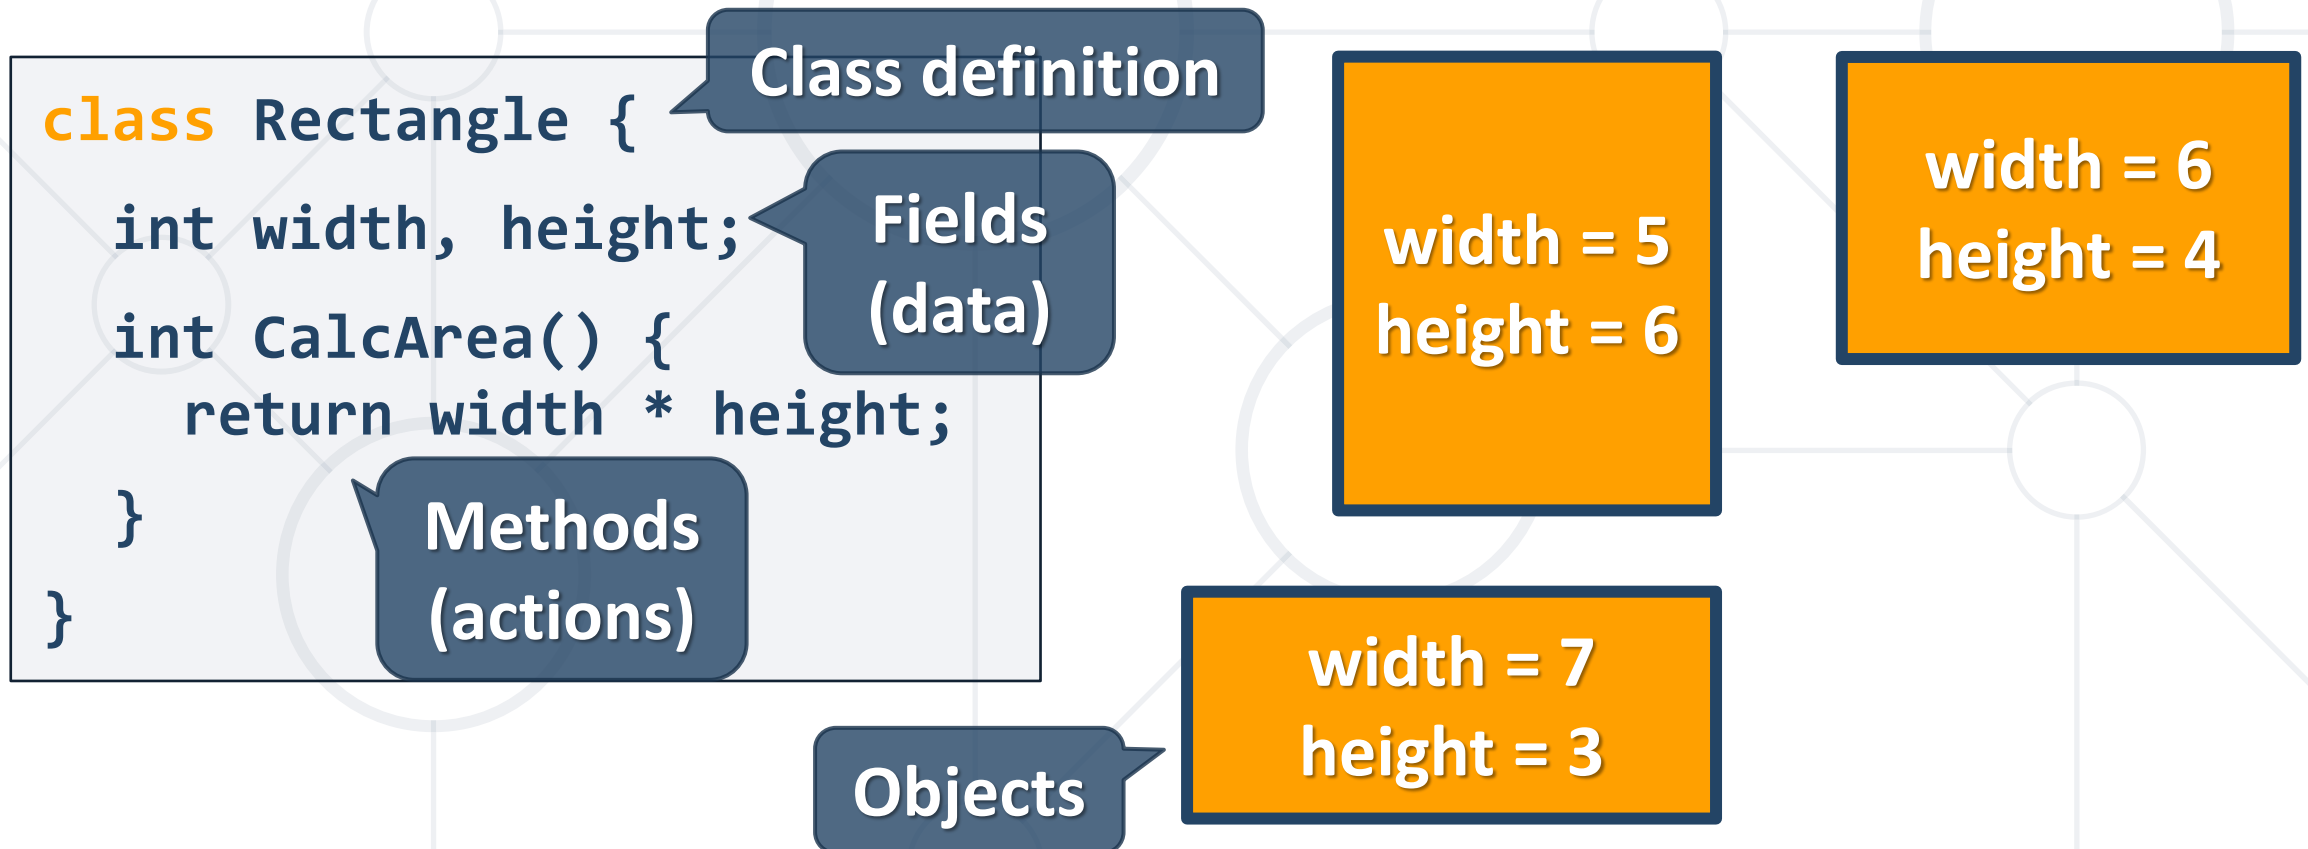 Class definition
class Rectangle {
int width, height;
Fields
(data)
int CalcArea() {
return width * height;
}
Methods
(actions)
}
width = 5
height = 6
width = 6
height = 4
width = 7
height = 3
Objects